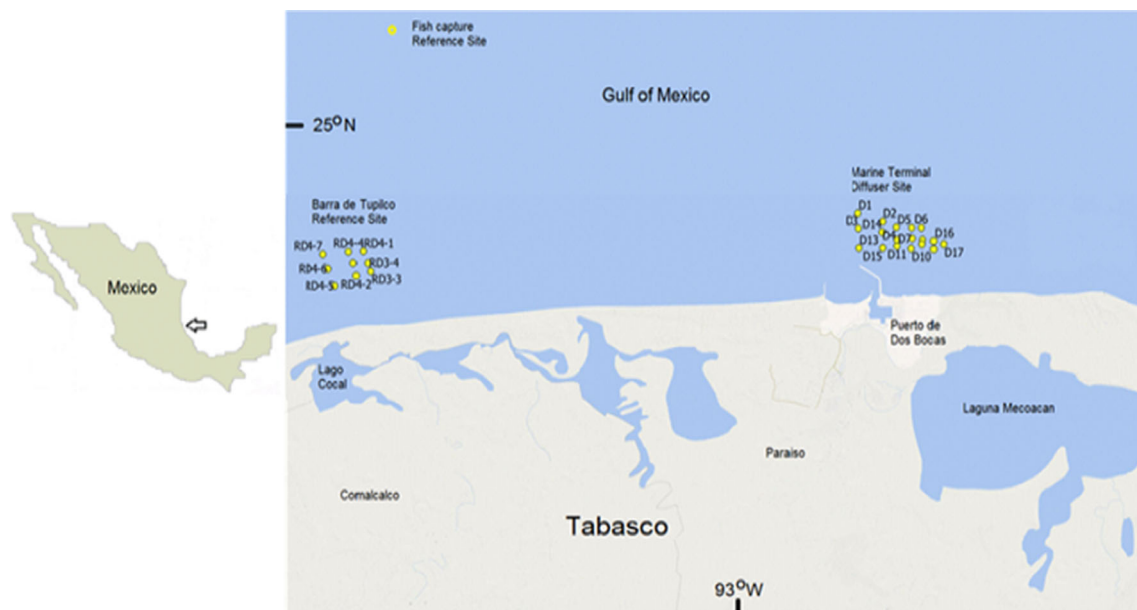 Fish capture
Reference Site
Gulf of Mexico
25°N
Marine Terminal
Diffuser Site
D1
D2
D3
D14
D5
D6
D4
D7
D13
D16
D15
D11
D10
D17
Barra de Tupilco
Reference Site
RD4-4
RD4-1
RD4-7
RD3-4
RD4-6
RD3-3
RD4-2
RD4-5
Mexico
Puerto de
Dos Bocas
Lago
Cocal
Laguna Mecoacan
Paraiso
Comalcalco
Tabasco
93°W